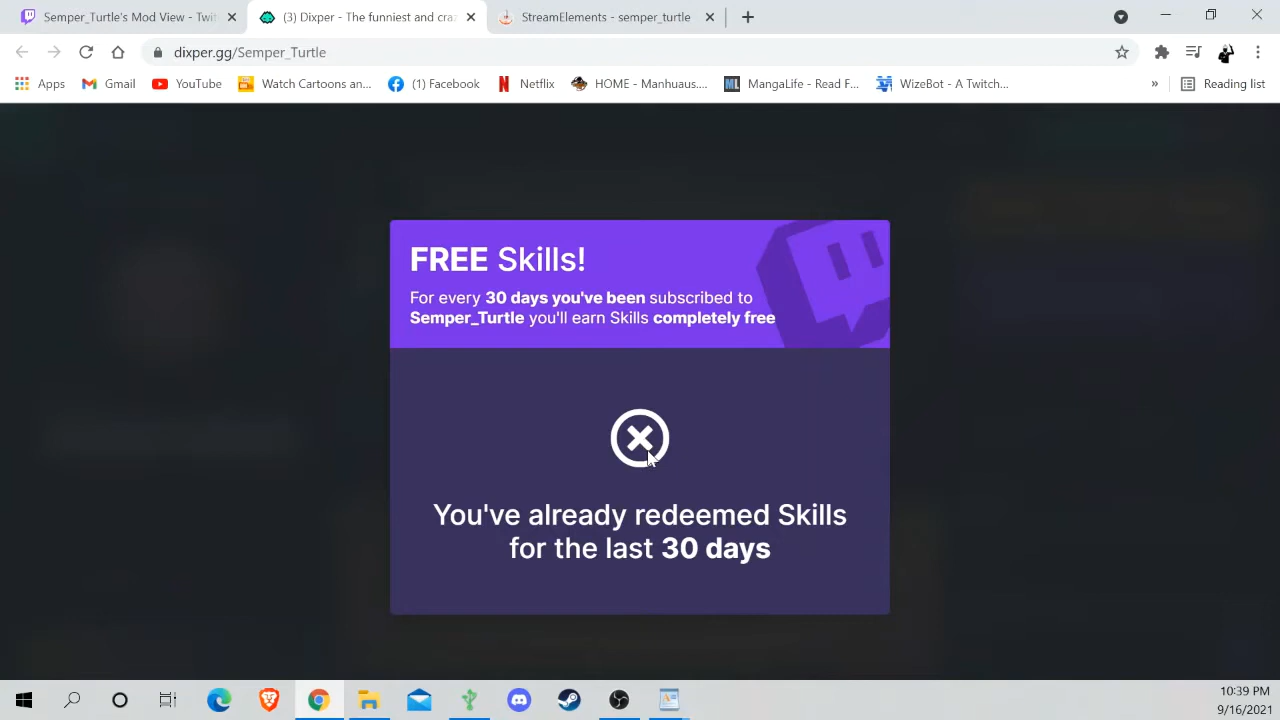 Semper_Turtle's Mod View - Twit
(3) Dixper - The funniest and craz
StreamElements - semper_turtle
dixper.gg/Semper_Turtle
Apps
Gmail
YouTube
Watch Cartoons an...
(1) Facebook
Netflix
HOME - Manhuaus....
MangaLife - Read F...
WizeBot - A Twitch...
»
Reading list
FREE Skills!
For every 30 days you've been subscribed to
Semper_Turtle you'll earn Skills completely free
You've already redeemed Skills
for the last 30 days
10:39 PM
9/16/2021